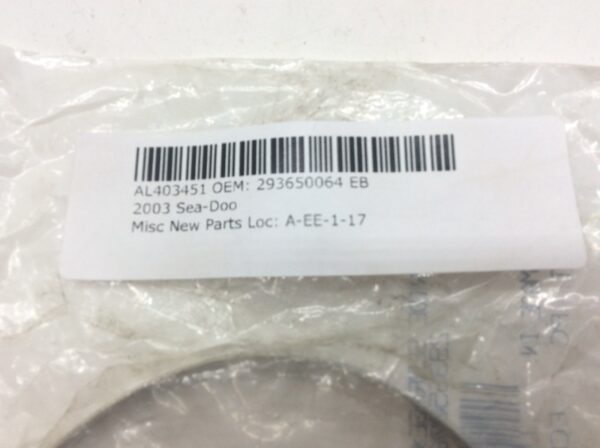 AL403451 OEM: 293650064 EB
2003 Sea-Doo
Misc New Parts Loc: A-EE-1-17